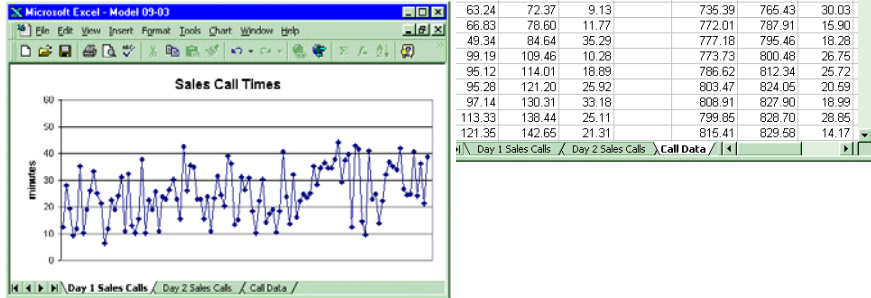 Microsoft Excel - Model 09-03
File Edit View Insert Format Tools Chart Window Help
Sales Call Times
minutes
60
50
40
30
20
10
0
Day 1 Sales Calls / Day 2 Sales Calls / Call Data /
63.24 72.37 9.13 735.39 765.43 30.03
66.83 78.60 11.77 772.01 787.91 15.90
49.34 84.64 35.29 777.18 795.46 18.28
99.19 109.46 10.28 773.73 800.48 26.75
95.12 114.01 18.89 786.62 812.34 25.72
95.28 121.20 25.92 803.47 824.05 20.59
97.14 130.31 33.18 808.91 827.90 18.99
113.33 138.44 25.11 799.85 828.70 28.85
121.35 142.65 21.31 815.41 829.58 14.17
Day 1 Sales Calls / Day 2 Sales Calls \ Call Data /